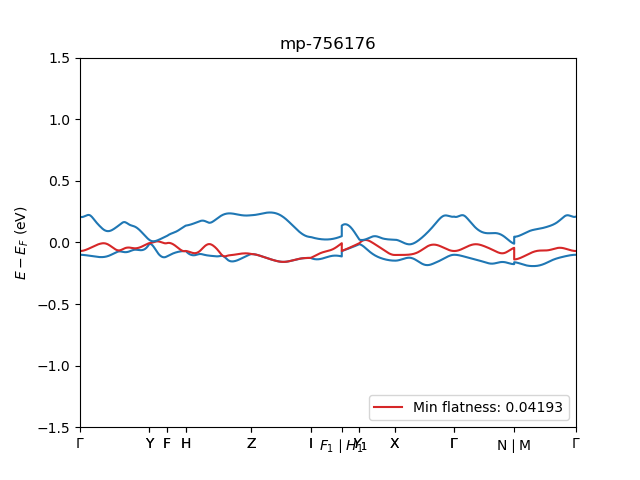 mp-756176
E − E_F (eV)
1.5
1.0
0.5
0.0
−0.5
−1.0
−1.5
Min flatness: 0.04193
Γ Y F H Z I F₁ | H₁ Y₁ X Γ N | M Γ